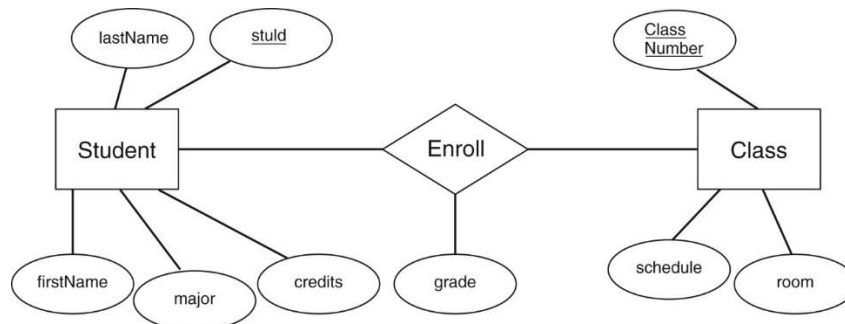 lastName
stuId
Class
Number
Student
Enroll
Class
firstName
major
credits
grade
schedule
room